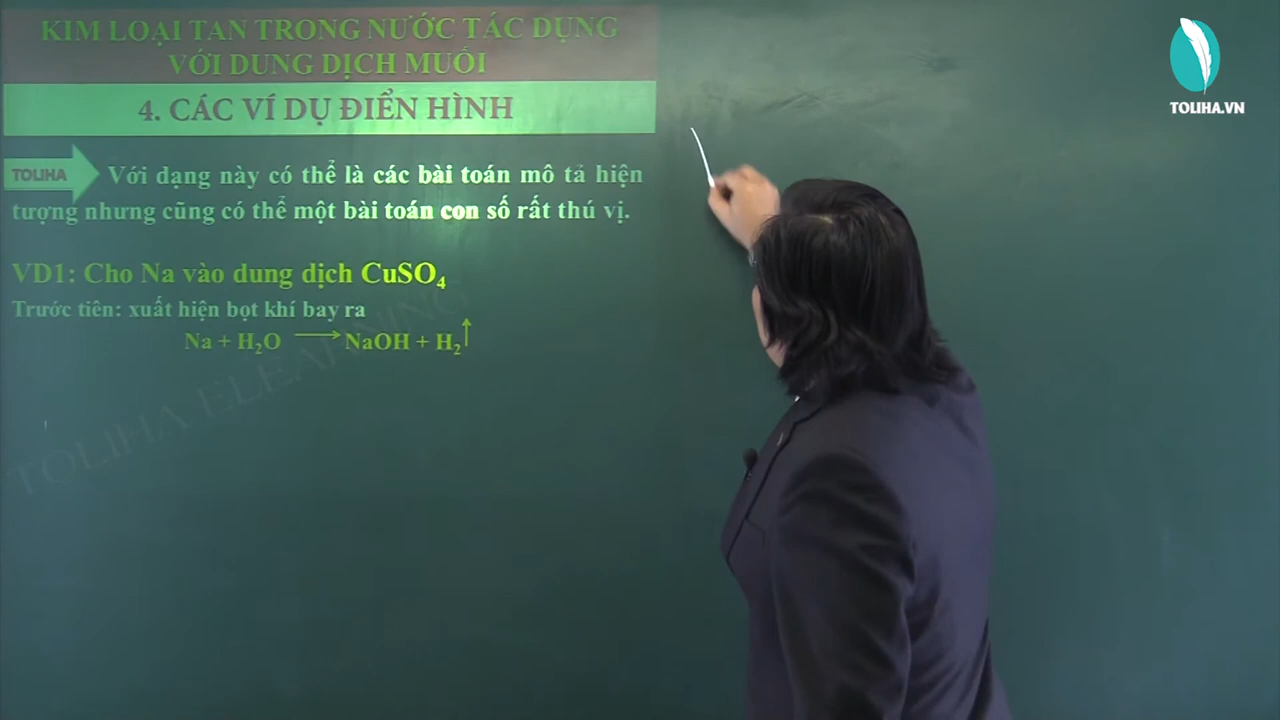 KIM LOẠI TAN TRONG NƯỚC TÁC DỤNG
VỚI DUNG DỊCH MUỐI
4. CÁC VÍ DỤ ĐIỂN HÌNH
TOLIHA
Với dạng này có thể là các bài toán mô tả hiện
tượng nhưng cũng có thể một bài toán con số rất thú vị.
VD1: Cho Na vào dung dịch CuSO₄
Trước tiên: xuất hiện bọt khí bay ra
Na + H₂O ⟶ NaOH + H₂↑
TOLIHA ELEARNING
TOLIHA.VN